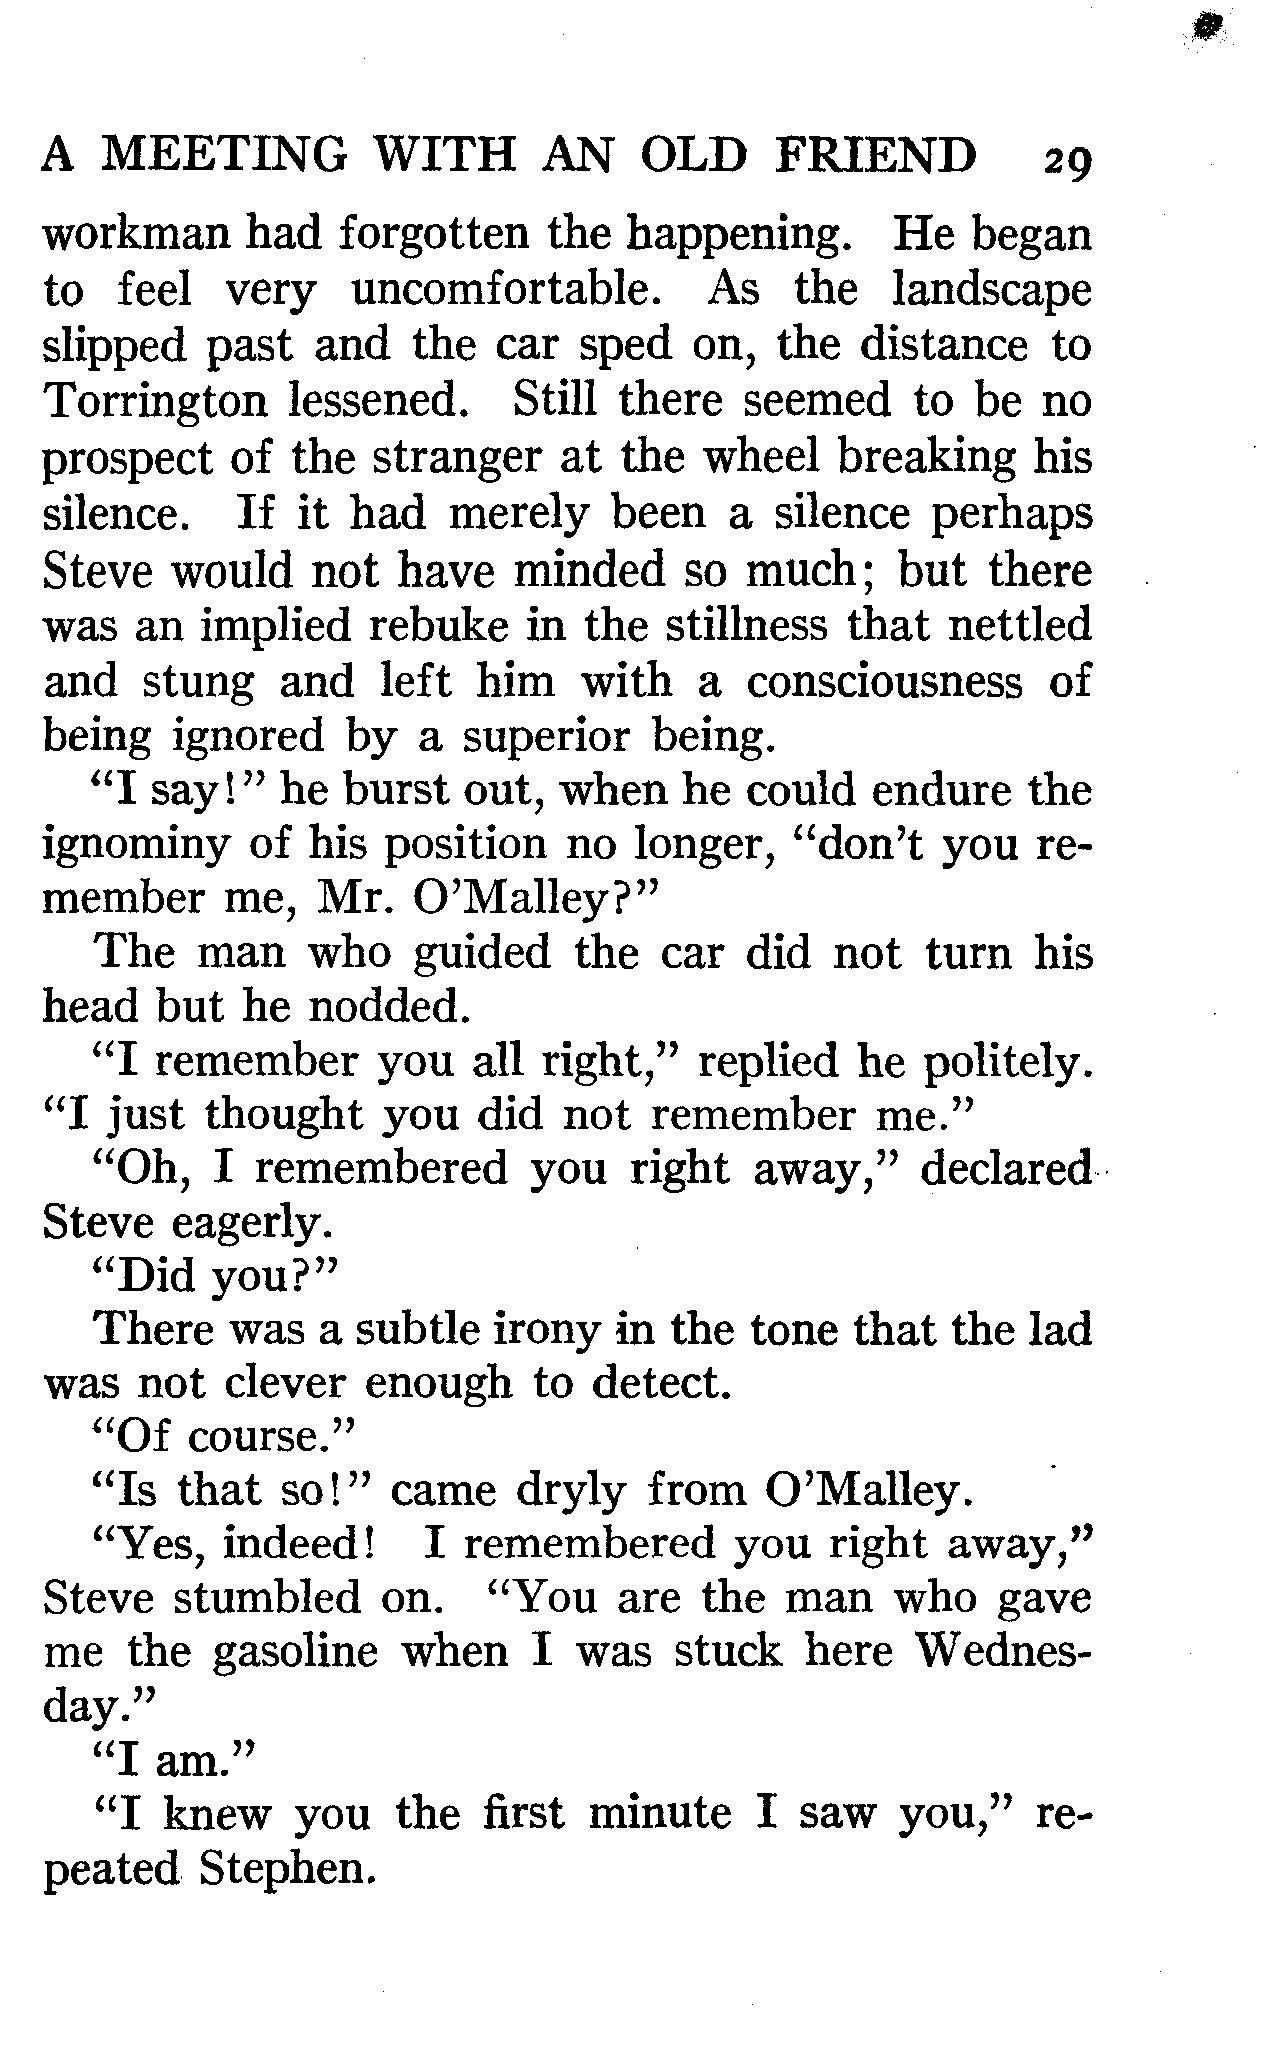 A MEETING WITH AN OLD FRIEND 29
workman had forgotten the happening. He began
to feel very uncomfortable. As the landscape
slipped past and the car sped on, the distance to
Torrington lessened. Still there seemed to be no
prospect of the stranger at the wheel breaking his
silence. If it had merely been a silence perhaps
Steve would not have minded so much; but there
was an implied rebuke in the stillness that nettled
and stung and left him with a consciousness of
being ignored by a superior being.
“I say!” he burst out, when he could endure the
ignominy of his position no longer, “don’t you re-
member me, Mr. O’Malley?”
The man who guided the car did not turn his
head but he nodded.
“I remember you all right,” replied he politely.
“I just thought you did not remember me.”
“Oh, I remembered you right away,” declared
Steve eagerly.
“Did you?”
There was a subtle irony in the tone that the lad
was not clever enough to detect.
“Of course.”
“Is that so!” came dryly from O’Malley.
“Yes, indeed! I remembered you right away,”
Steve stumbled on. “You are the man who gave
me the gasoline when I was stuck here Wednes-
day.”
“I am.”
“I knew you the first minute I saw you,” re-
peated Stephen.